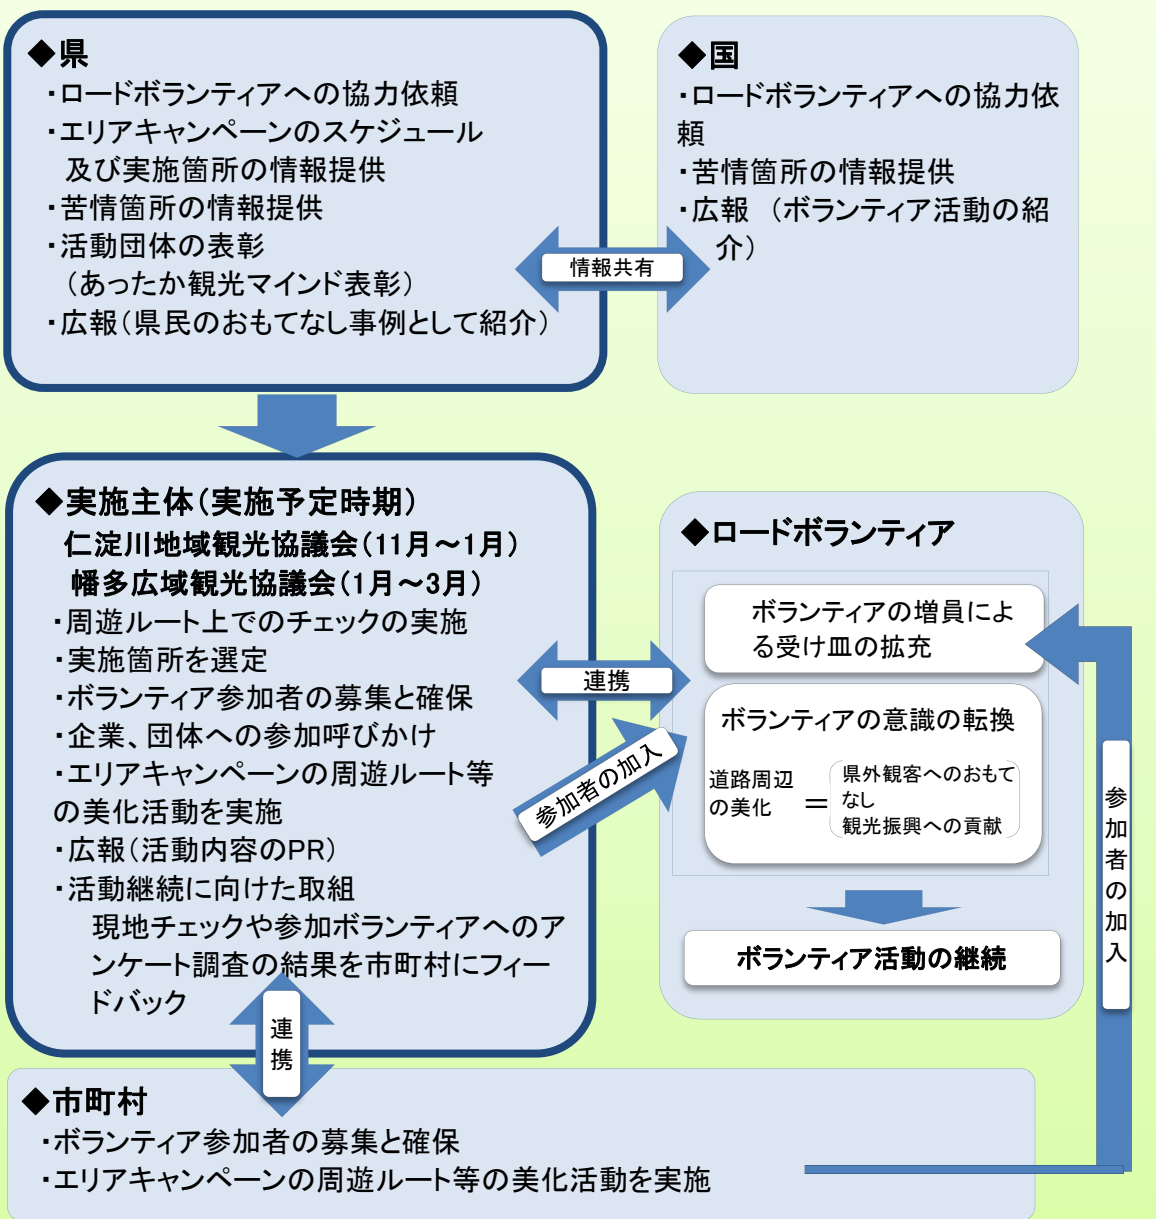 ◆県
・ロードボランティアへの協力依頼
・エリアキャンペーンのスケジュール
及び実施箇所の情報提供
・苦情箇所の情報提供
・活動団体の表彰
（あったか観光マインド表彰）
・広報（県民のおもてなし事例として紹介）
情報共有
◆国
・ロードボランティアへの協力依
頼
・苦情箇所の情報提供
・広報　（ボランティア活動の紹
介）
◆実施主体（実施予定時期）
仁淀川地域観光協議会（11月～1月）
幡多広域観光協議会（1月～3月）
・周遊ルート上でのチェックの実施
・実施箇所を選定
・ボランティア参加者の募集と確保
・企業、団体への参加呼びかけ
・エリアキャンペーンの周遊ルート等
の美化活動を実施
・広報（活動内容のPR）
・活動継続に向けた取組
現地チェックや参加ボランティアへのア
ンケート調査の結果を市町村にフィー
ドバック
連携
参加者の加入
◆ロードボランティア
ボランティアの増員によ
る受け皿の拡充
ボランティアの意識の転換
道路周辺
の美化
＝
県外観客へのおもて
なし
観光振興への貢献
ボランティア活動の継続
参加者の加入
連携
◆市町村
・ボランティア参加者の募集と確保
・エリアキャンペーンの周遊ルート等の美化活動を実施